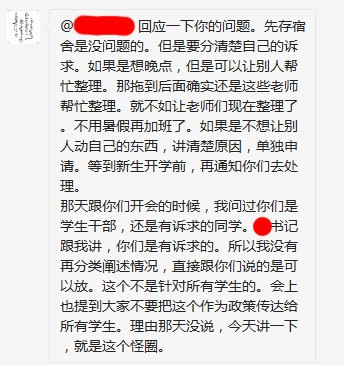 @ 回应一下你的问题。先存宿
舍是没问题的。但是要分清楚自己的诉
求。如果是想晚点，但是可以让别人帮
忙整理。那拖到后面确实还是这些老师
帮忙整理。就不如让老师们现在整理了
。不用暑假再加班了。如果是不想让别
人动自己的东西，讲清楚原因，单独申
请。等到新生开学前，再通知你们去处
理。
那天跟你们开会的时候，我问过你们是
学生干部，还是有诉求的同学。 书记
跟我讲，你们是有诉求的。所以我没有
再分类阐述情况，直接跟你们说的是可
以放。这个不是针对所有学生的。会上
也提到大家不要把这个作为政策传达给
所有学生。理由那天没说，今天讲一下
，就是这个怪圈。